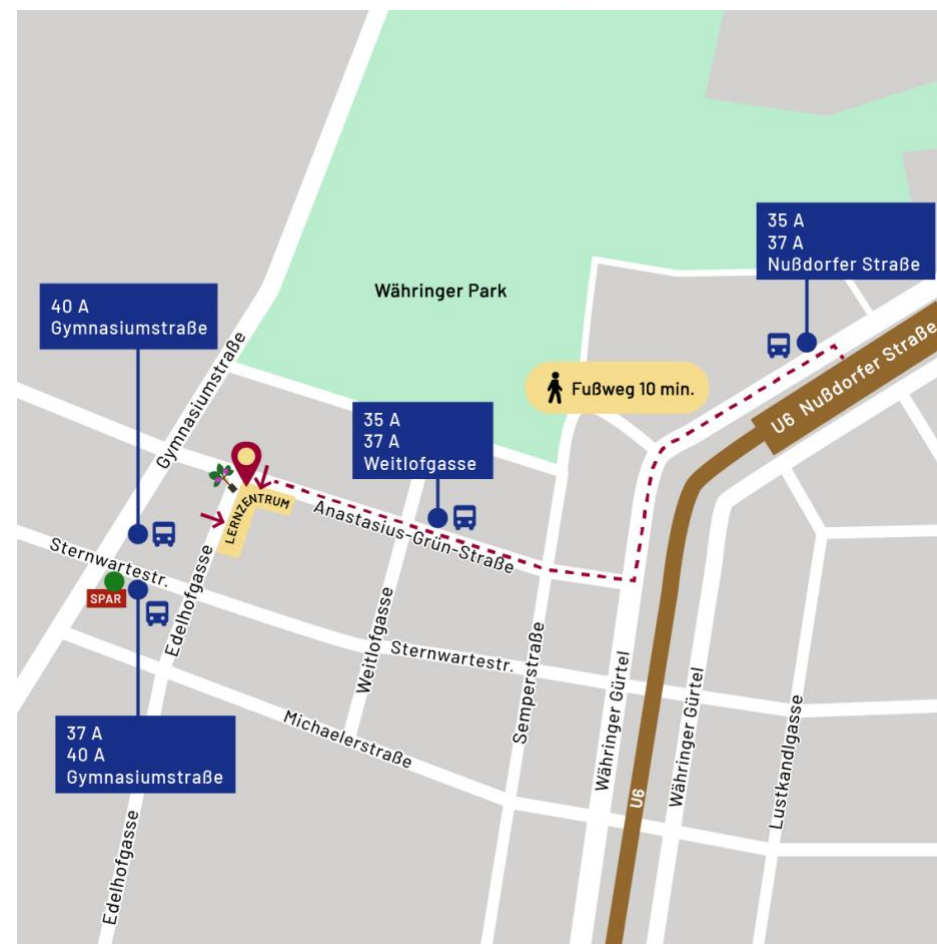 35 A
37 A
Nußdorfer Straße
Währinger Park
40 A
Gymnasiumstraße
U6 Nußdorfer Straße
Gymnasiumstraße
Fußweg 10 min.
35 A
37 A
Weitlofgasse
LERNZENTRUM
Anastasius-Grün-Straße
Sternwartestr.
SPAR
Edelhofgasse
Weitlofgasse
Sternwartestr.
Semperstraße
Währinger Gürtel
Währinger Gürtel
Lustkandlgasse
37 A
40 A
Gymnasiumstraße
Michaelerstraße
U6
Edelhofgasse